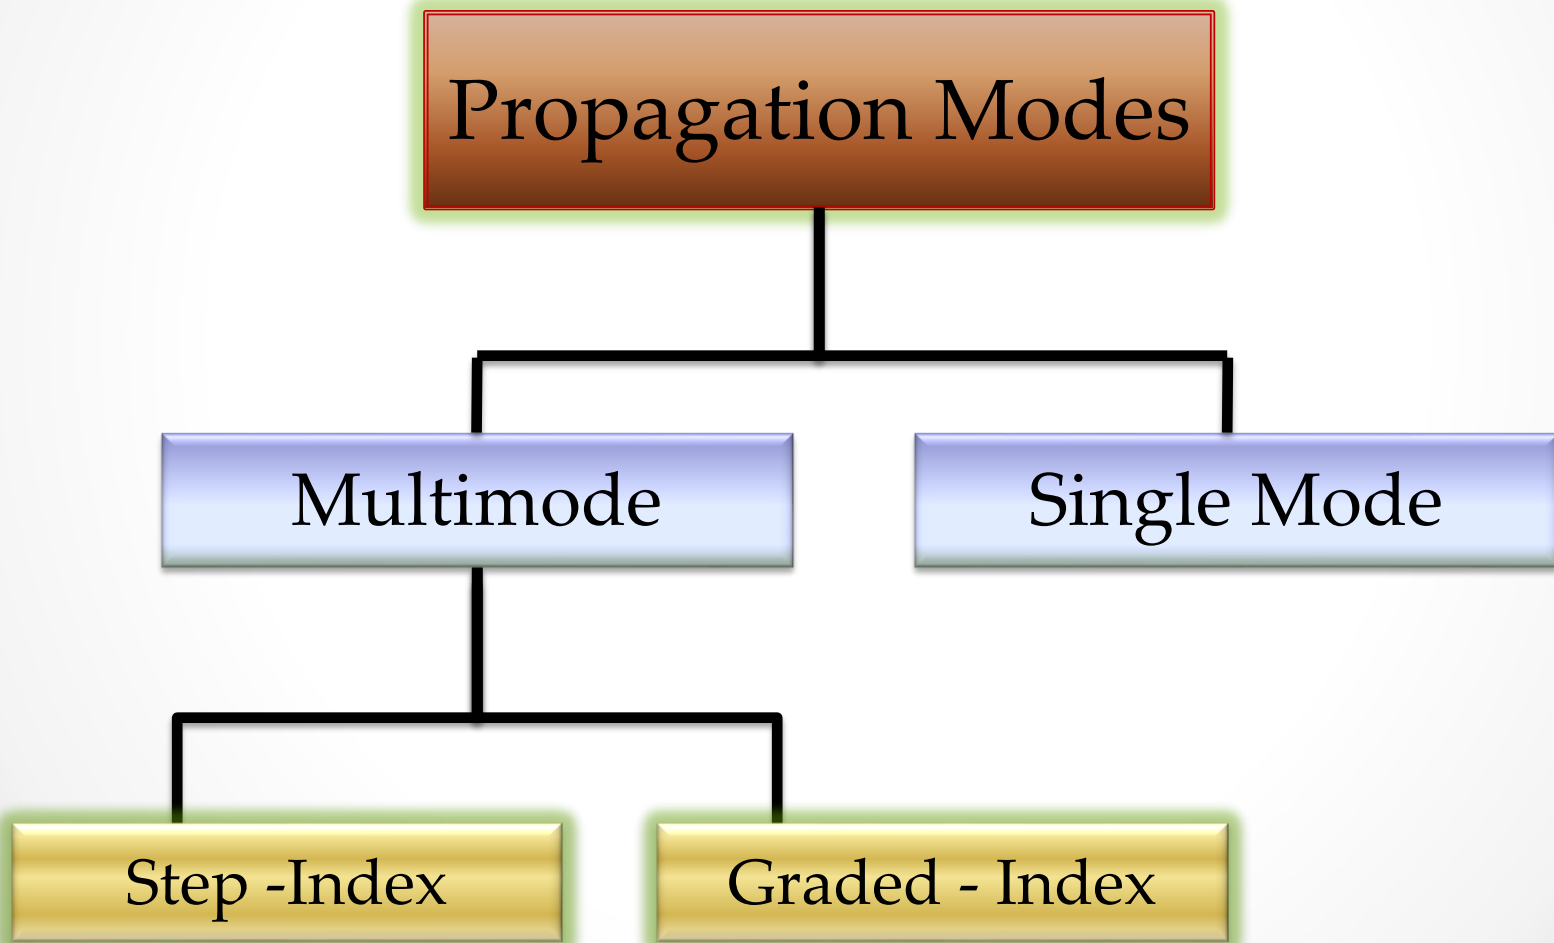 Propagation Modes
Multimode
Single Mode
Step -Index
Graded - Index